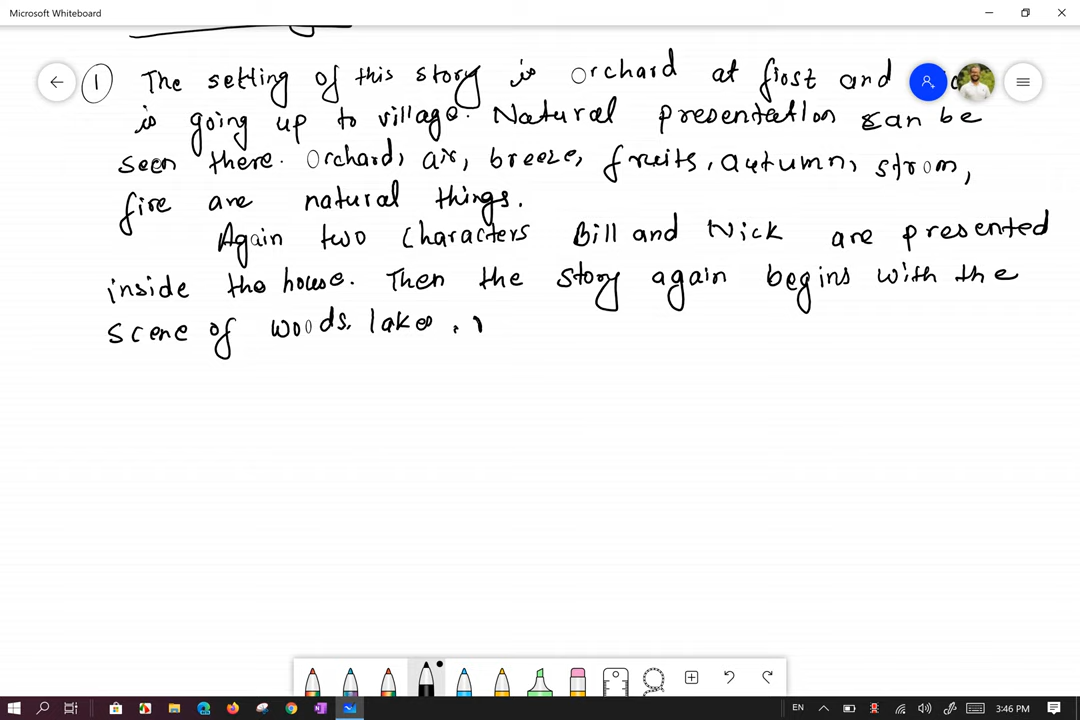 Microsoft Whiteboard
① The setting of this story is orchard at first and
is going up to village. Natural presentation can be
seen there. Orchard, air, breeze, fruits, autumn, strom,
fire are natural things.
Again two characters Bill and Nick are presented
inside the house. Then the story again begins with the
scene of woods, lakes,
EN 3:46 PM